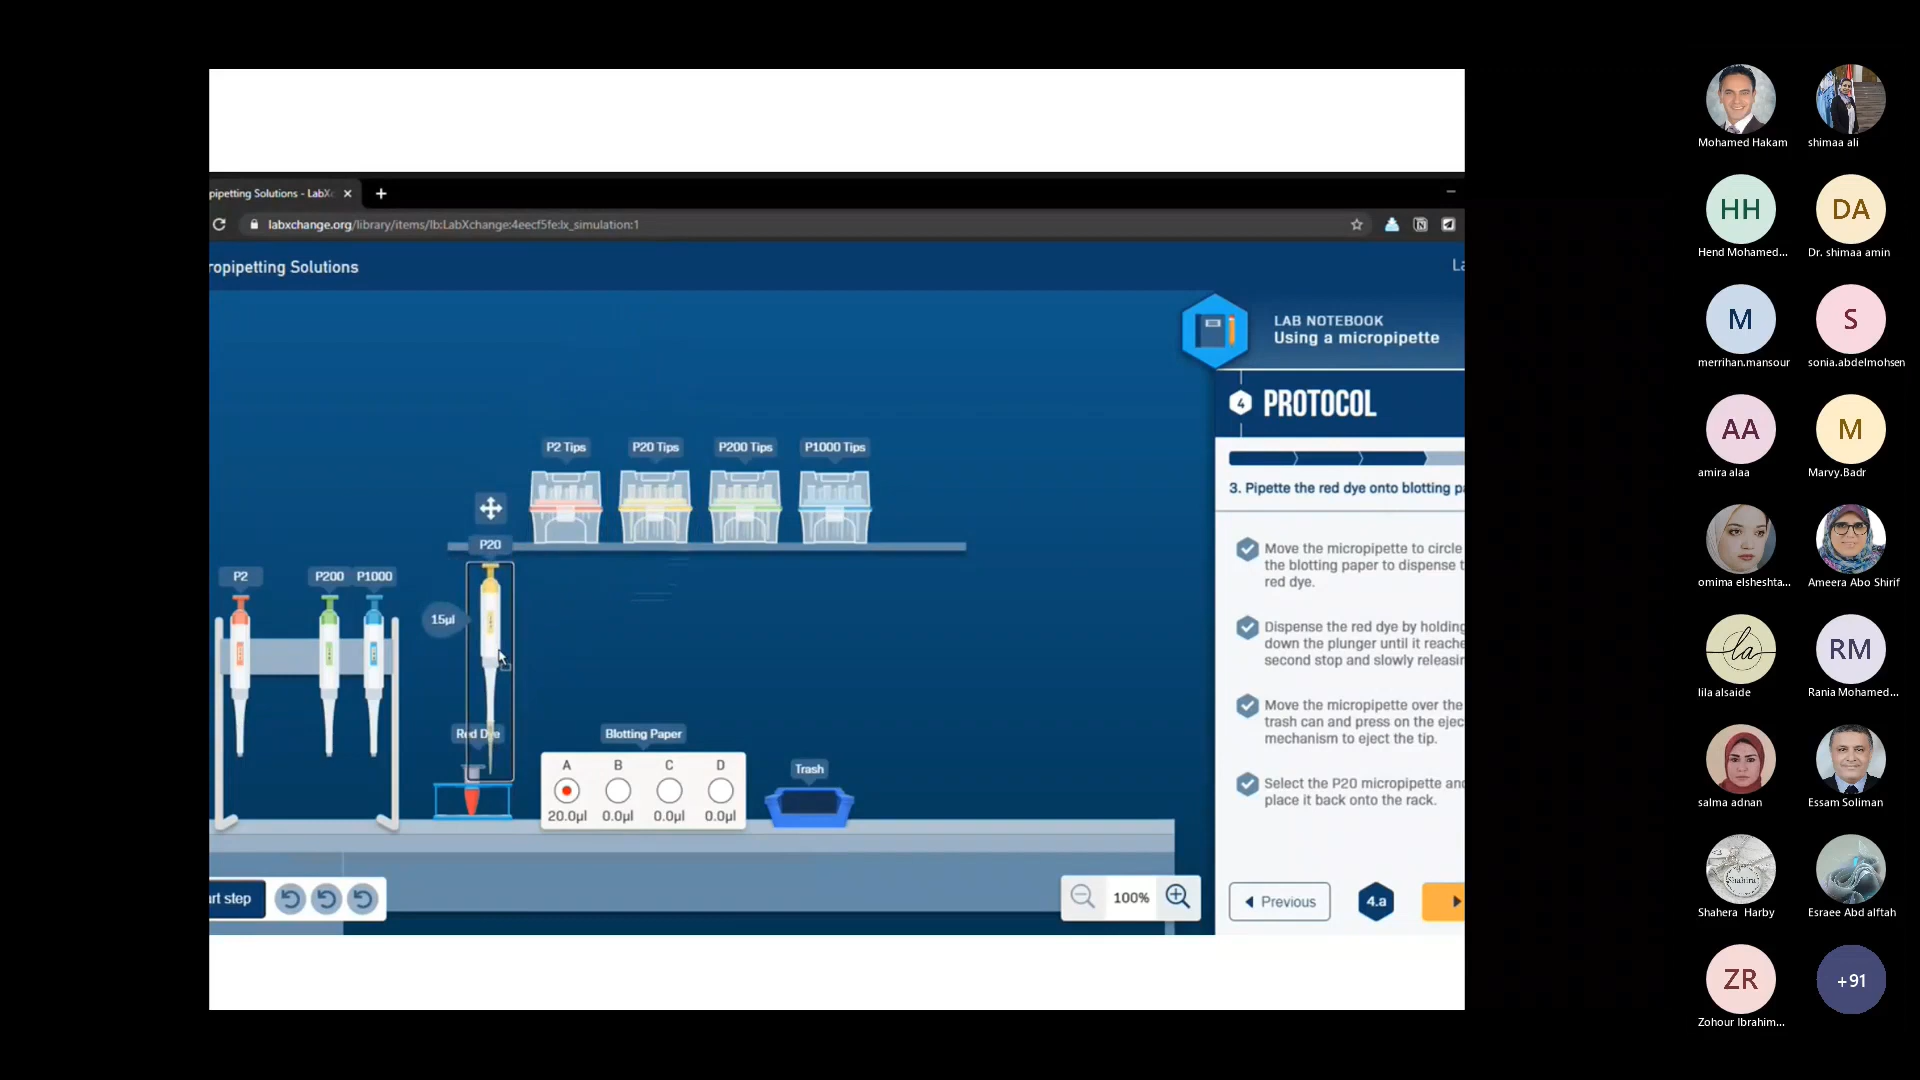 pipetting Solutions - LabX
labxchange.org/library/items/lb:LabXchange:4eecf5fe:lx_simulation:1
ropipetting Solutions
La
LAB NOTEBOOK
Using a micropipette
4
PROTOCOL
3. Pipette the red dye onto blotting p
Move the micropipette to circle
the blotting paper to dispense t
red dye.
Dispense the red dye by holding
down the plunger until it reache
second stop and slowly releasin
Move the micropipette over the
trash can and press on the ejec
mechanism to eject the tip.
Select the P20 micropipette and
place it back onto the rack.
Previous
4.a
P2 Tips
P20 Tips
P200 Tips
P1000 Tips
P20
P2
P200
P1000
15µl
Red Dye
Blotting Paper
A B C D
20.0µl 0.0µl 0.0µl 0.0µl
Trash
rt step
100%
Mohamed Hakam
shimaa ali
HH
Hend Mohamed...
DA
Dr. shimaa amin
M
merrihan.mansour
S
sonia.abdelmohsen
AA
amira alaa
M
Marvy.Badr
omima elsheshta...
Ameera Abo Shirif
la
lila alsaide
RM
Rania Mohamed...
salma adnan
Essam Soliman
Shahira
Shahera Harby
Esraee Abd alftah
ZR
Zohour Ibrahim...
+91